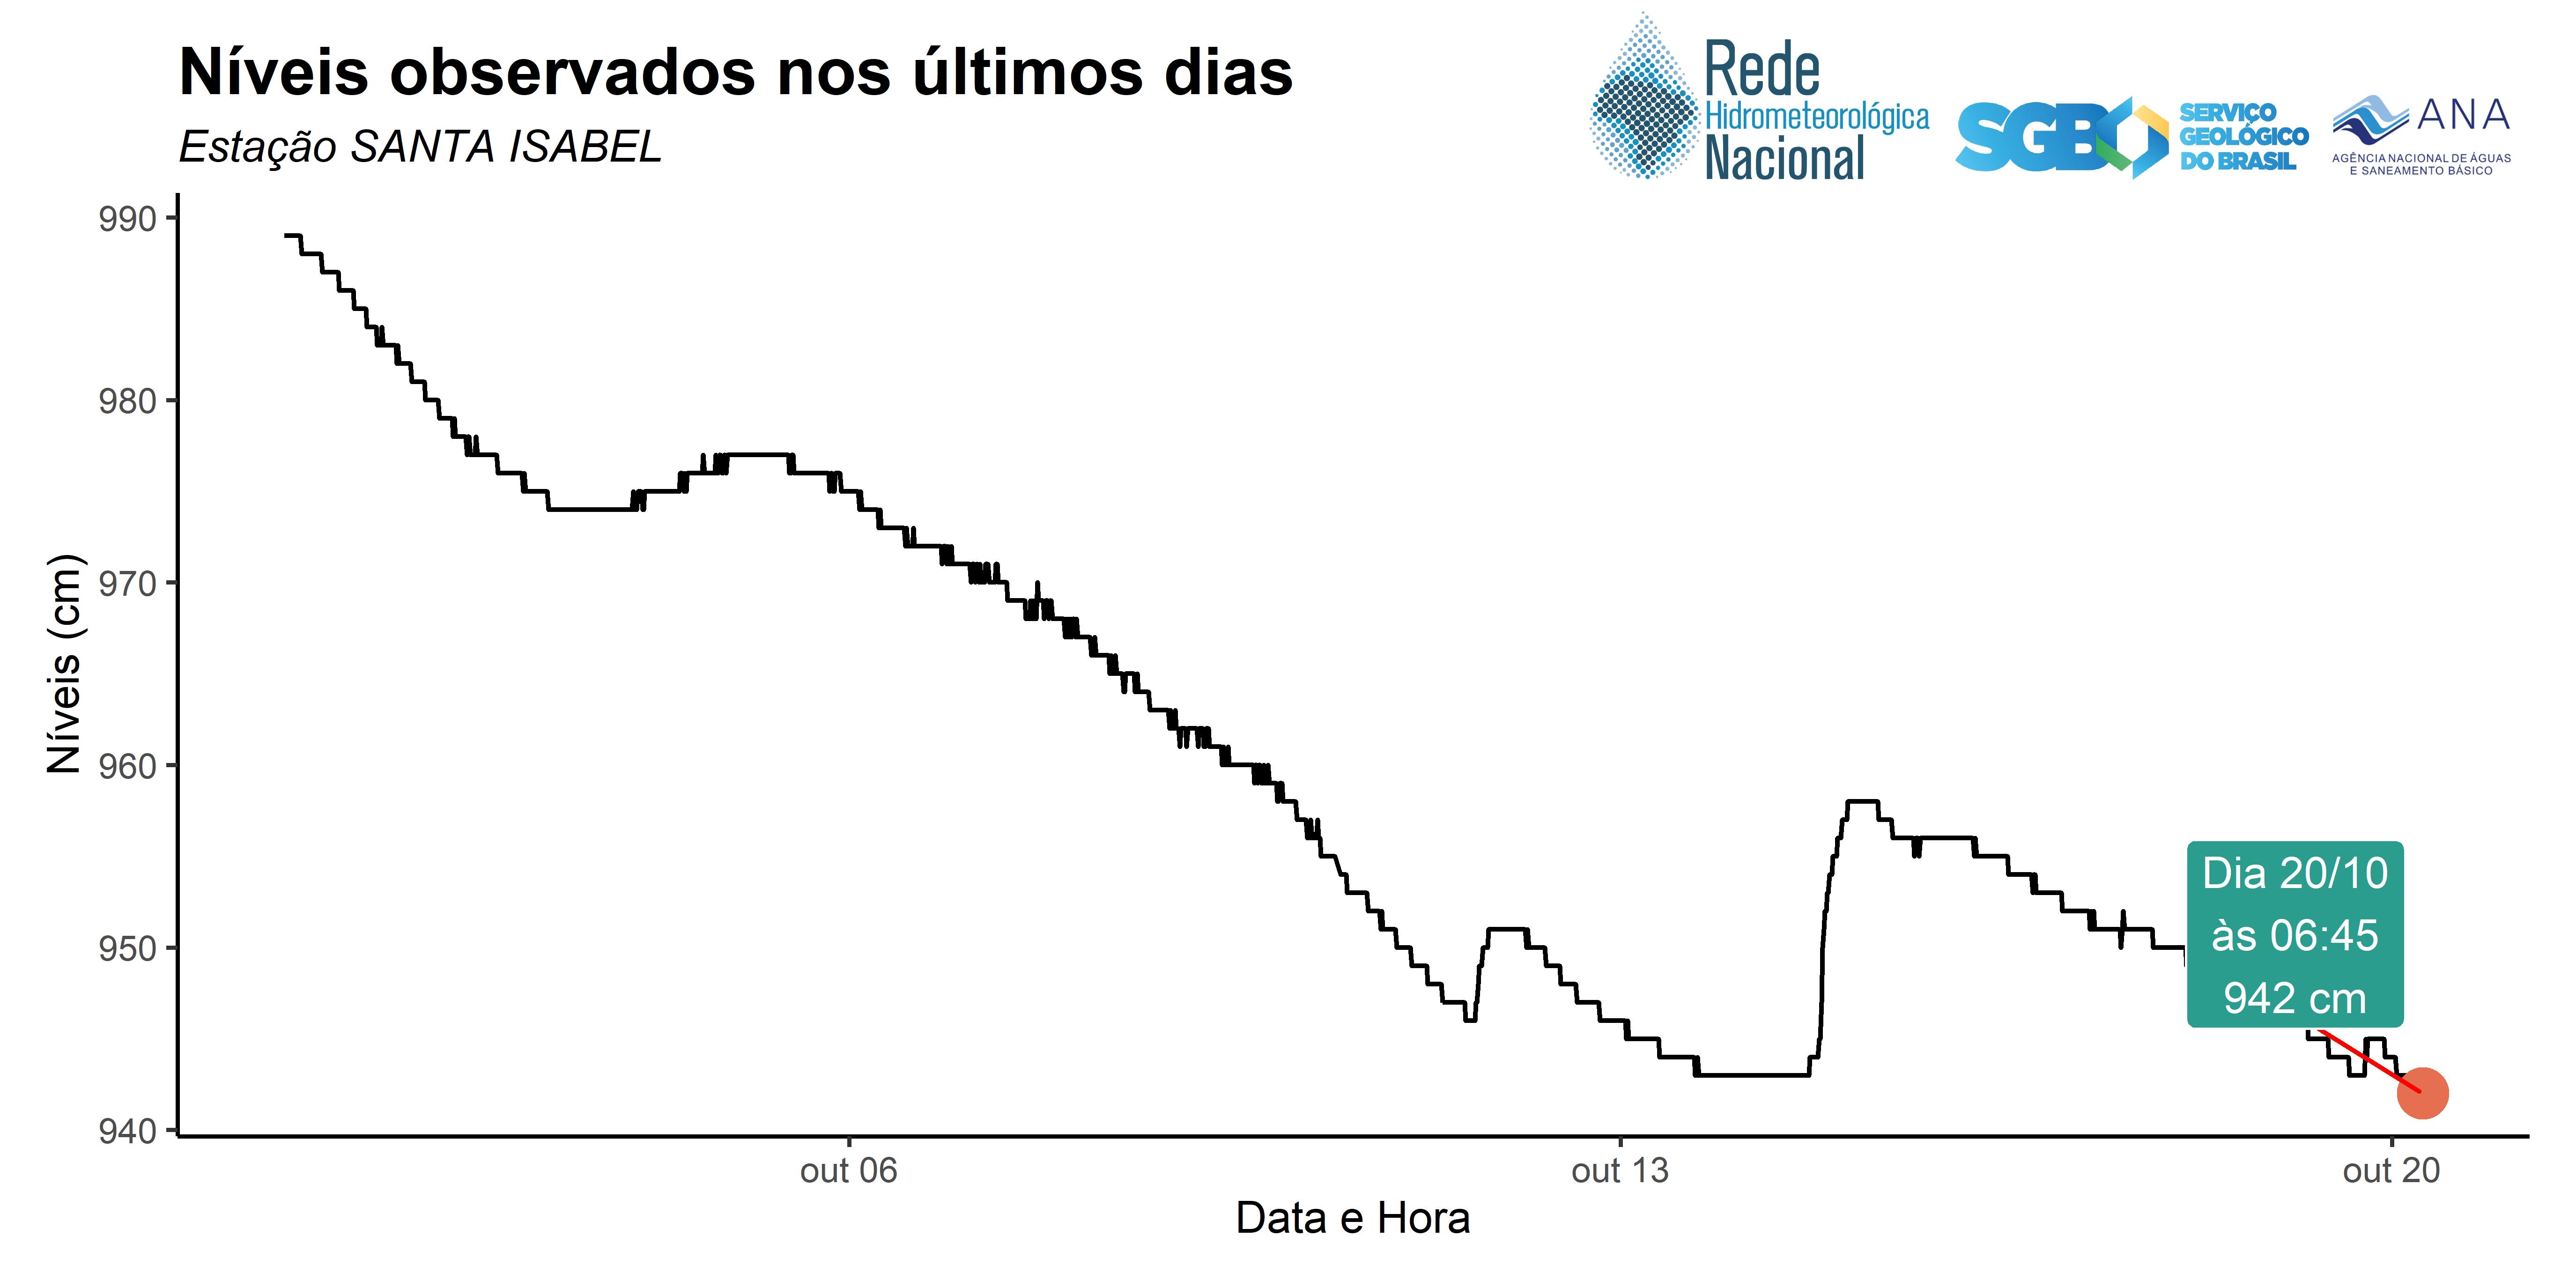 Níveis observados nos últimos dias
Estação SANTA ISABEL
Rede
Hidrometeorológica
Nacional
SGB
SERVIÇO
GEOLÓGICO
DO BRASIL
ANA
AGÊNCIA NACIONAL DE ÁGUAS
E SANEAMENTO BÁSICO
Níveis (cm)
990
980
970
960
950
940
Dia 20/10
às 06:45
942 cm
out 06
out 13
out 20
Data e Hora